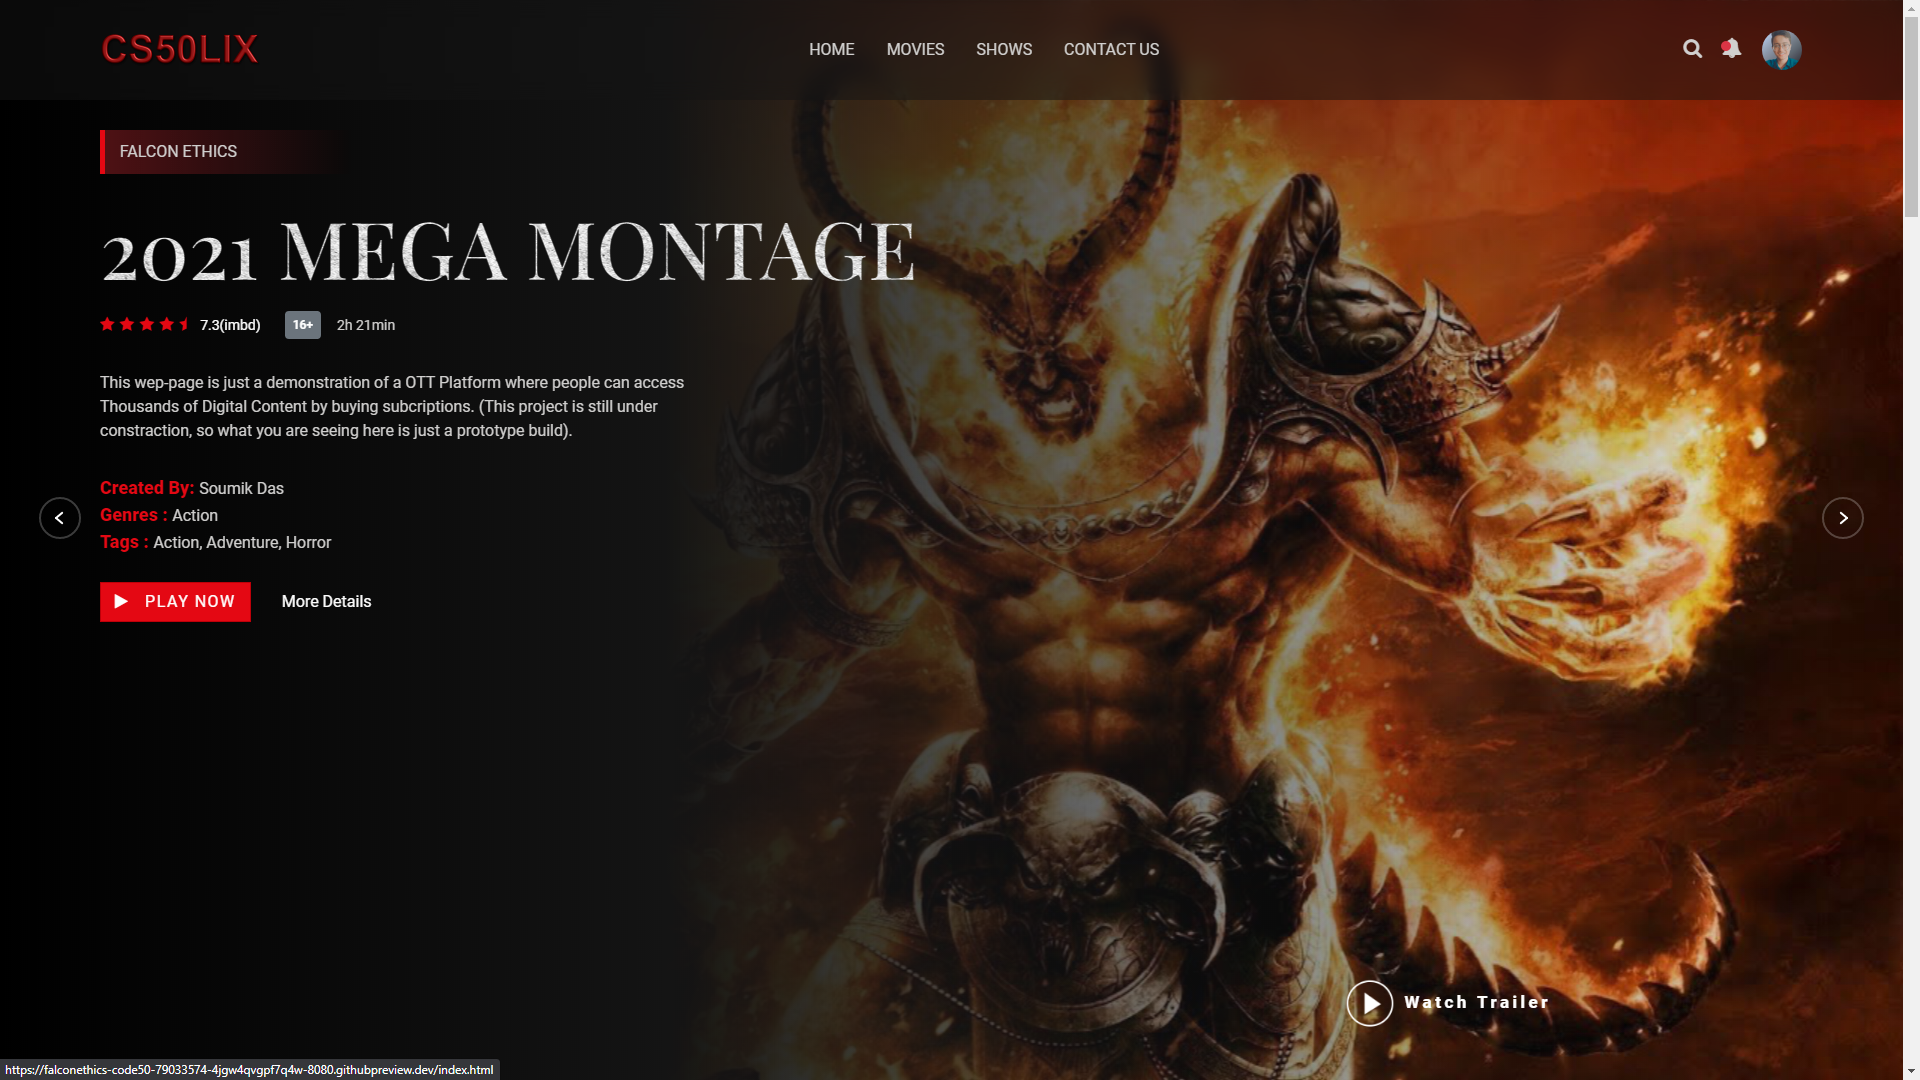 CS50LIX
HOME MOVIES SHOWS CONTACT US
FALCON ETHICS
2021 MEGA MONTAGE
7.3(imbd) 16+ 2h 21min
This wep-page is just a demonstration of a OTT Platform where people can access
Thousands of Digital Content by buying subcriptions. (This project is still under
constraction, so what you are seeing here is just a prototype build).
Created By: Soumik Das
Genres : Action
Tags : Action, Adventure, Horror
PLAY NOW More Details
Watch Trailer
https://falconethics-code50-79033574-4jgw4qvgpf7q4w-8080.githubpreview.dev/index.html